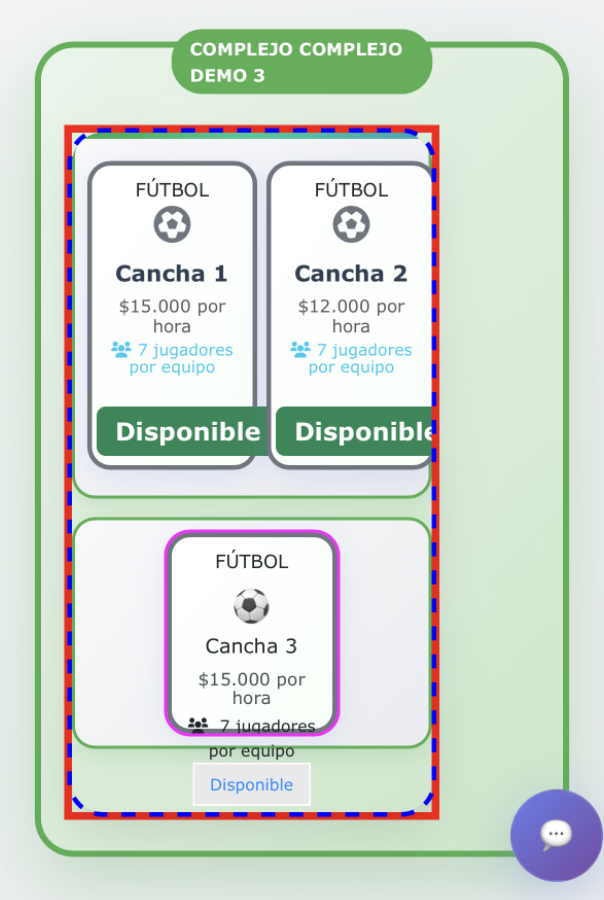 COMPLEJO COMPLEJO
DEMO 3
FÚTBOL
Cancha 1
$15.000 por
hora
7 jugadores
por equipo
Disponible
FÚTBOL
Cancha 2
$12.000 por
hora
7 jugadores
por equipo
Disponible
FÚTBOL
Cancha 3
$15.000 por
hora
7 jugadores
por equipo
Disponible